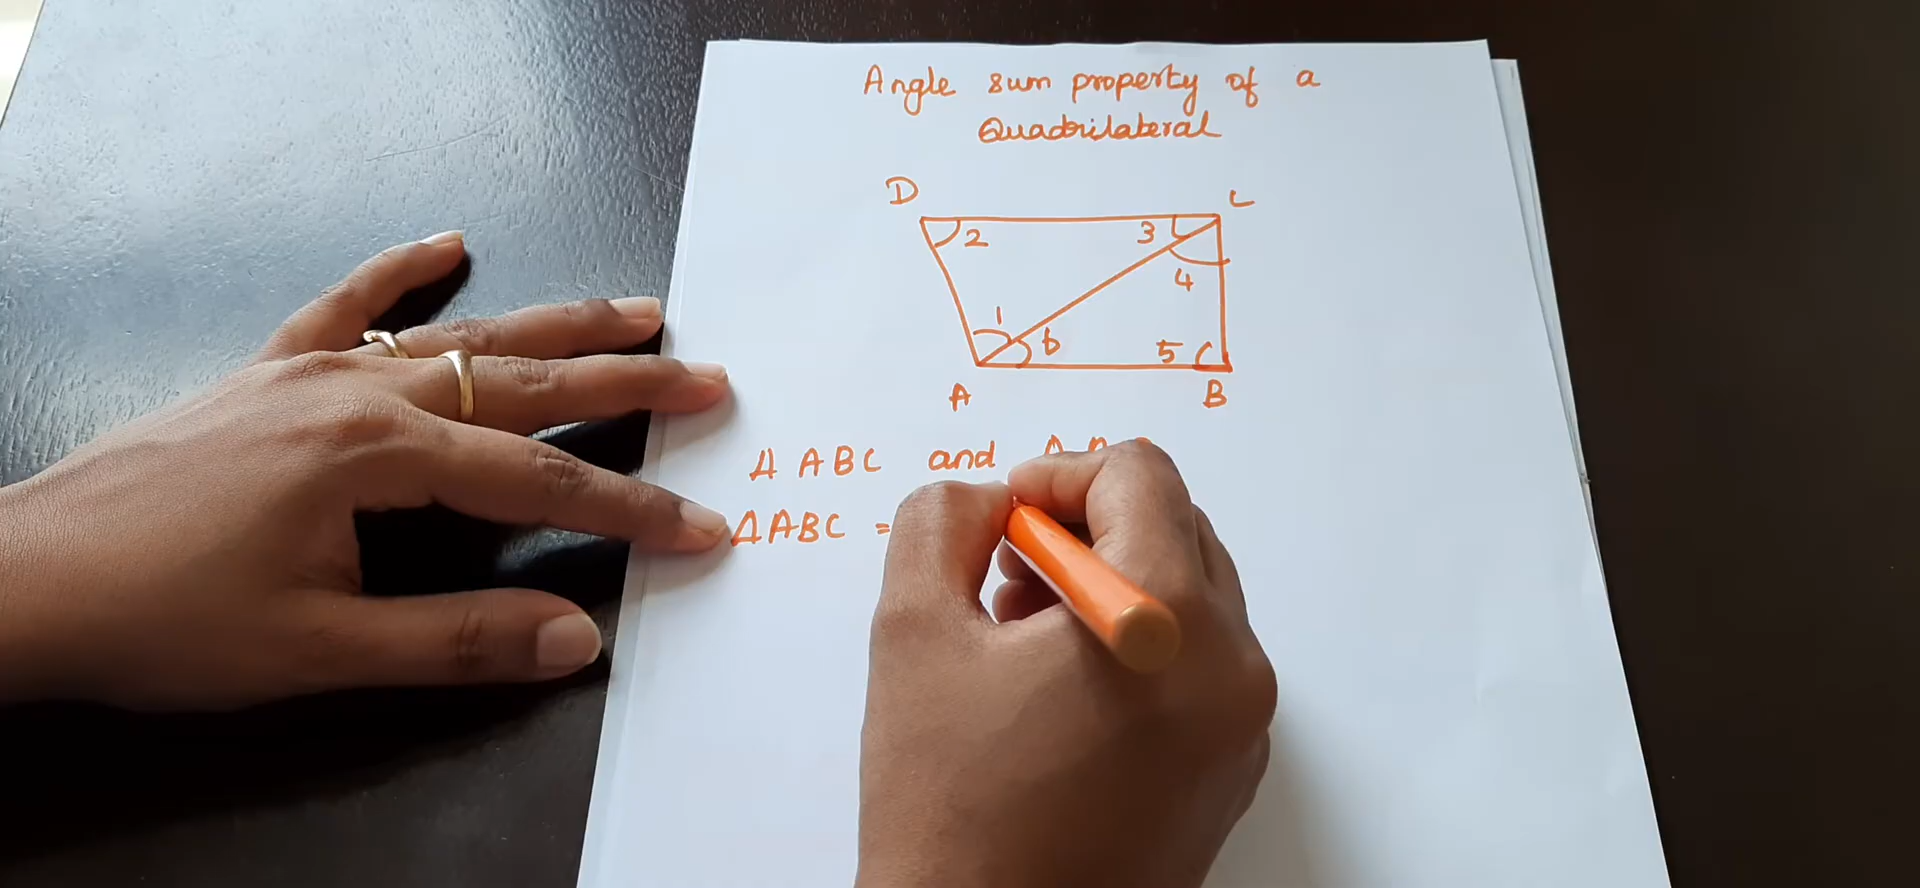 Angle sum property of a
Quadrilateral
D C
2 3
4
1 6 5
A B
Δ ABC and Δ
ΔABC =